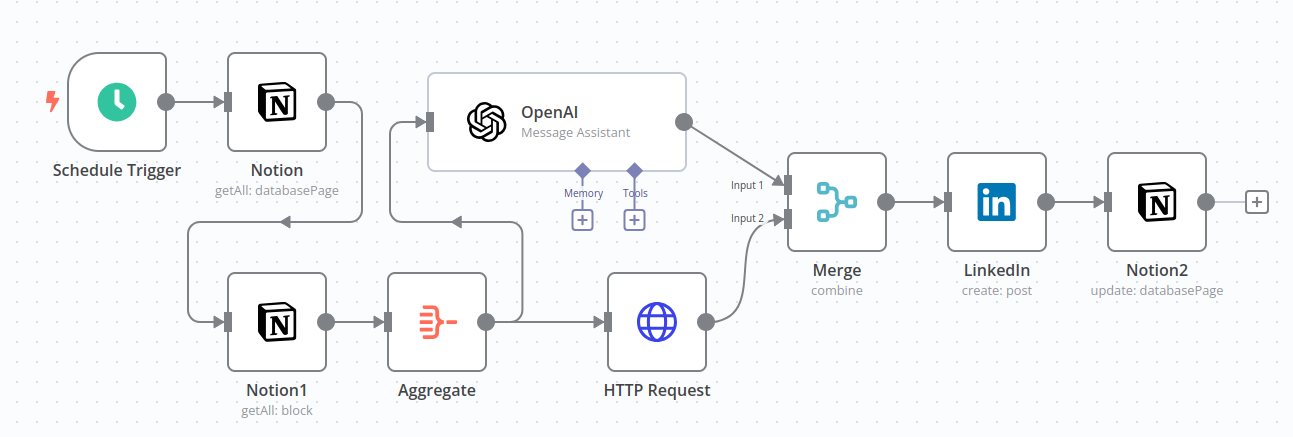 Schedule Trigger
Notion
getAll: databasePage
OpenAI
Message Assistant
Memory
Tools
Input 1
Input 2
Merge
combine
LinkedIn
create: post
Notion2
update: databasePage
Notion1
getAll: block
Aggregate
HTTP Request